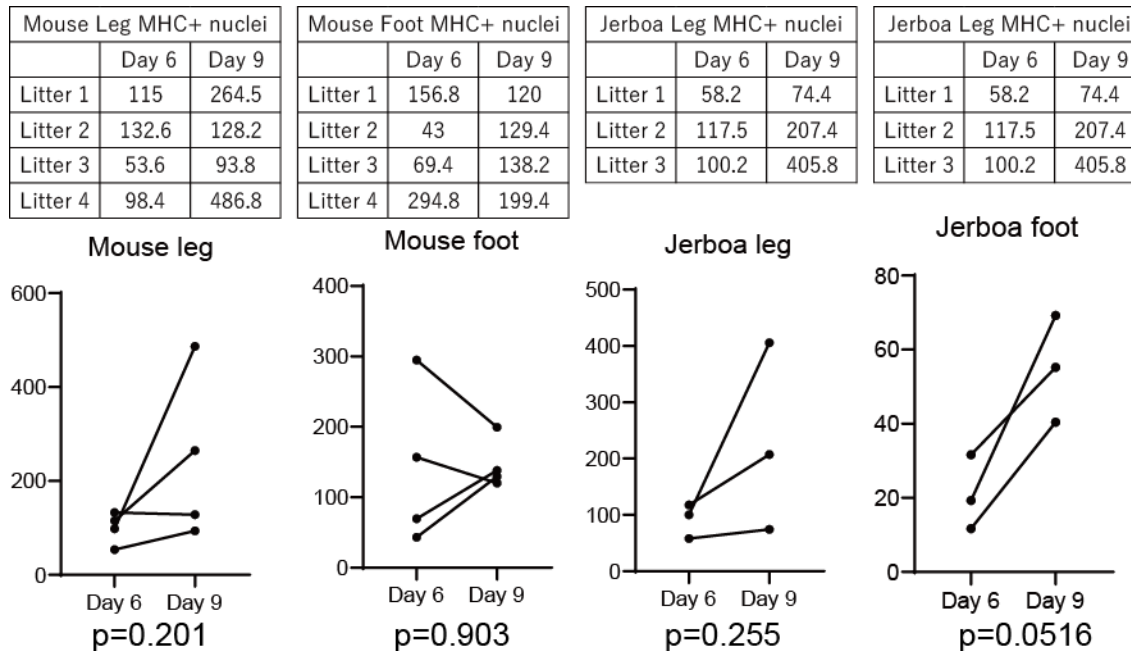 Mouse Leg MHC+ nuclei
Day 6 Day 9
Litter 1 115 264.5
Litter 2 132.6 128.2
Litter 3 53.6 93.8
Litter 4 98.4 486.8
Mouse Foot MHC+ nuclei
Day 6 Day 9
Litter 1 156.8 120
Litter 2 43 129.4
Litter 3 69.4 138.2
Litter 4 294.8 199.4
Jerboa Leg MHC+ nuclei
Day 6 Day 9
Litter 1 58.2 74.4
Litter 2 117.5 207.4
Litter 3 100.2 405.8
Jerboa Leg MHC+ nuclei
Day 6 Day 9
Litter 1 58.2 74.4
Litter 2 117.5 207.4
Litter 3 100.2 405.8
Mouse leg
600
400
200
0
Day 6 Day 9
p=0.201
Mouse foot
400
300
200
100
0
Day 6 Day 9
p=0.903
Jerboa leg
500
400
300
200
100
0
Day 6 Day 9
p=0.255
Jerboa foot
80
60
40
20
0
Day 6 Day 9
p=0.0516